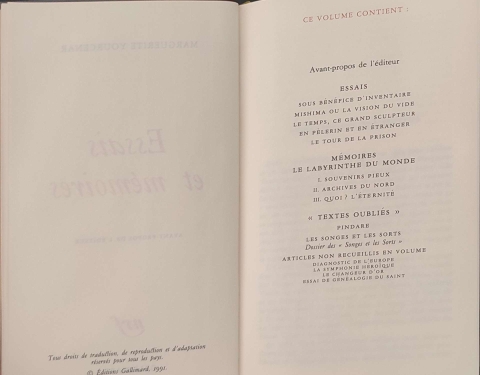 Tous droits de traduction, de reproduction et d'adaptation
réservés pour tous les pays.
© Éditions Gallimard, 1991.
CE VOLUME CONTIENT :
Avant-propos de l'éditeur
ESSAIS
SOUS BÉNÉFICE D'INVENTAIRE
MISHIMA OU LA VISION DU VIDE
LE TEMPS, CE GRAND SCULPTEUR
EN PÈLERIN ET EN ÉTRANGER
LE TOUR DE LA PRISON
MÉMOIRES
LE LABYRINTHE DU MONDE
I. SOUVENIRS PIEUX
II. ARCHIVES DU NORD
III. QUOI ? L'ÉTERNITÉ
« TEXTES OUBLIÉS »
PINDARE
LES SONGES ET LES SORTS
Dossier des « Songes et les Sorts »
ARTICLES NON RECUEILLIS EN VOLUME
DIAGNOSTIC DE L'EUROPE
LA SYMPHONIE HÉROÏQUE
LE CHANGEUR D'OR
ESSAI DE GÉNÉALOGIE DU SAINT